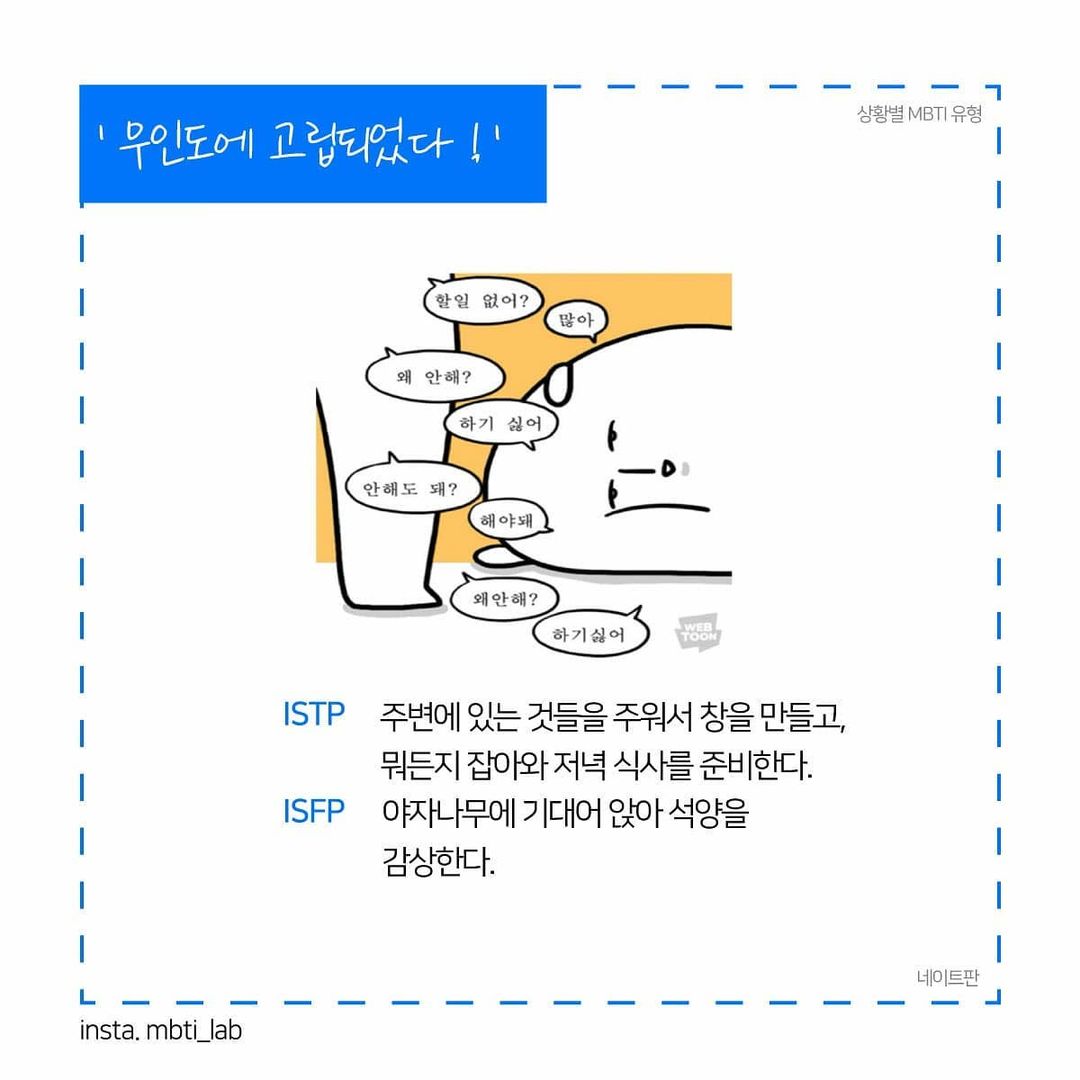 ' 무인도에 고립되었다 ! '
상황별 MBTI 유형
할일 없어?
많아
왜 안해?
하기 싫어
안해도 돼?
해야돼
왜안해?
하기싫어
WEB
TOON
ISTP 주변에 있는 것들을 주워서 창을 만들고,
뭐든지 잡아와 저녁 식사를 준비한다.
ISFP 야자나무에 기대어 앉아 석양을
감상한다.
네이트판
insta. mbti_lab